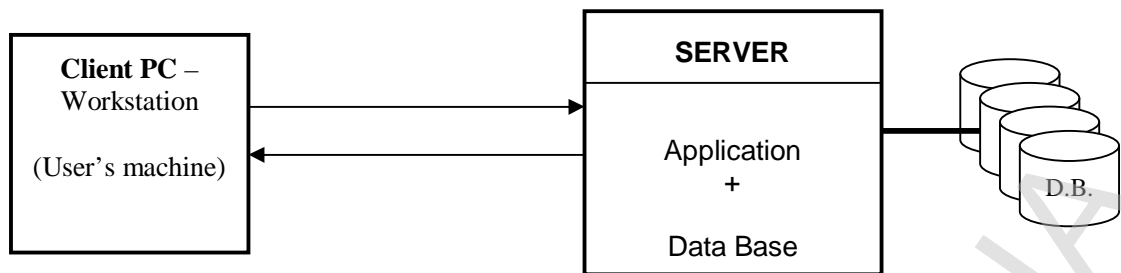 Client PC –
Workstation
(User's machine)
SERVER
Application
+
Data Base
D.B.